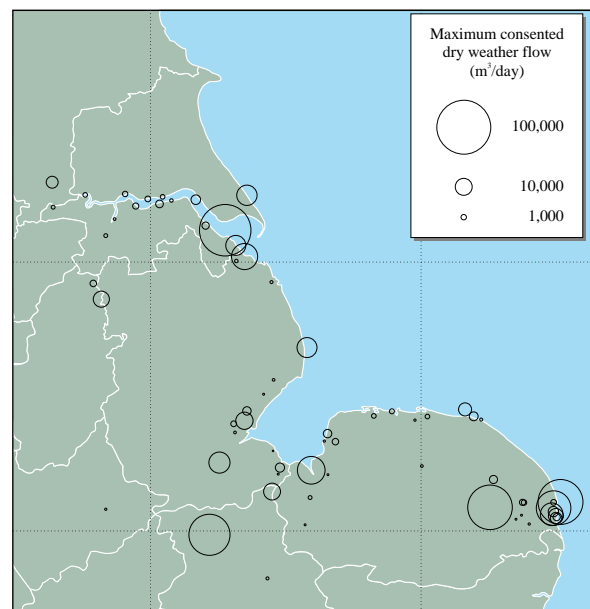 Maximum consented
dry weather flow
(m³/day)
100,000
10,000
1,000